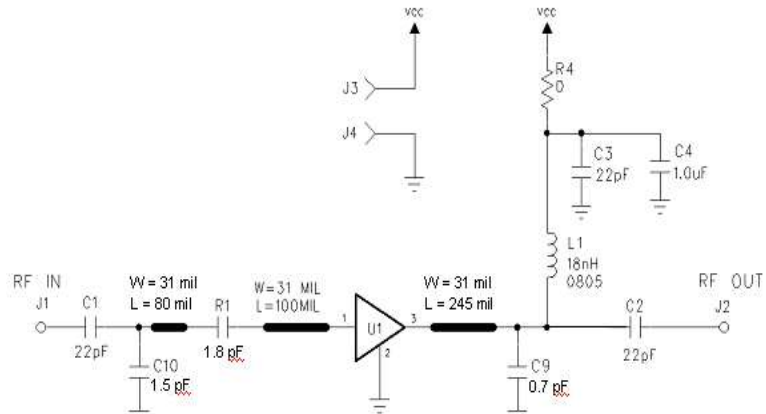 vcc
vcc
R4
0
J3
J4
C3
22pF
C4
1.0uF
L1
18nH
0805
RF IN
J1
C1
22pF
W = 31 mil
L = 80 mil
R1
1.8 pF
W=31 MIL
L=100MIL
1
U1
3
2
W = 31 mil
L = 245 mil
RF OUT
C2
J2
22pF
C10
1.5 pF
C9
0.7 pF